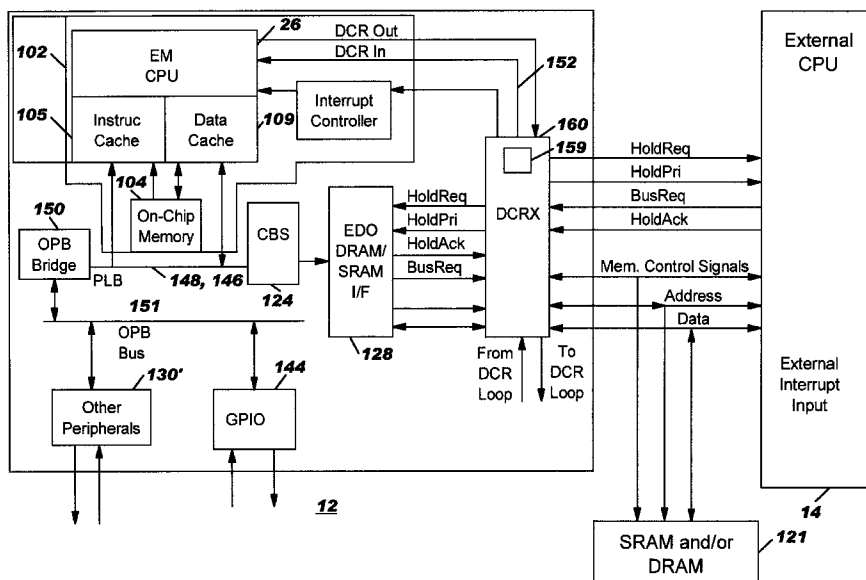 26
DCR Out
DCR In
152
102
EM
CPU
105
Instruc
Cache
Data
Cache
109
Interrupt
Controller
External
CPU
160
159
DCRX
HoldReq
HoldPri
BusReq
HoldAck
104
On-Chip
Memory
150
OPB
Bridge
PLB
148, 146
CBS
124
EDO
DRAM/
SRAM
I/F
128
HoldReq
HoldPri
HoldAck
BusReq
Mem. Control Signals
Address
Data
151
OPB
Bus
From
DCR
Loop
To
DCR
Loop
External
Interrupt
Input
130'
Other
Peripherals
144
GPIO
12
14
SRAM and/or
DRAM
121